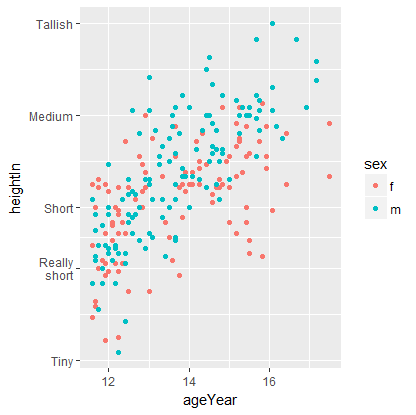 Tallish
Medium
Short
Really
short
Tiny
heightIn
12 14 16
ageYear
sex
f
m